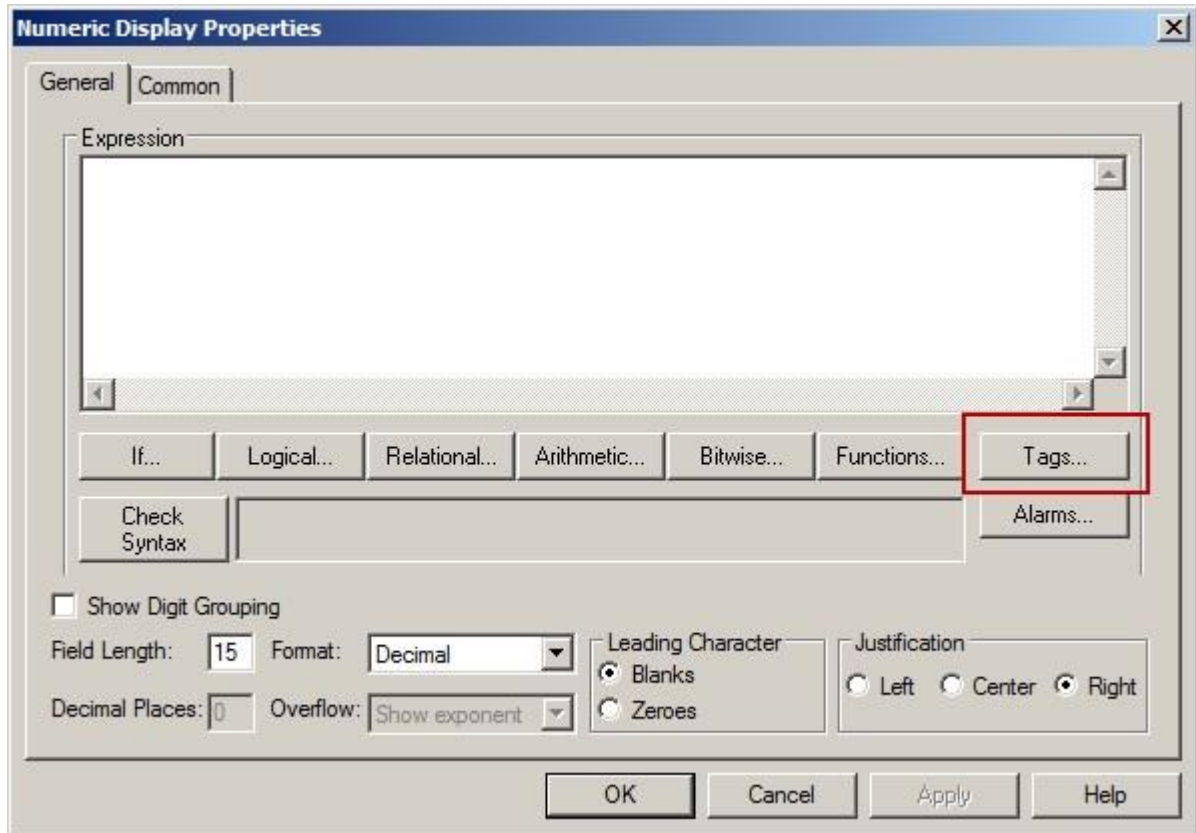 Numeric Display Properties
General Common
Expression
If... Logical... Relational... Arithmetic... Bitwise... Functions... Tags...
Check Syntax Alarms...
Show Digit Grouping
Field Length: 15 Format: Decimal Leading Character Justification
Blanks Left Center Right
Decimal Places: 0 Overflow: Show exponent Zeroes
OK Cancel Apply Help